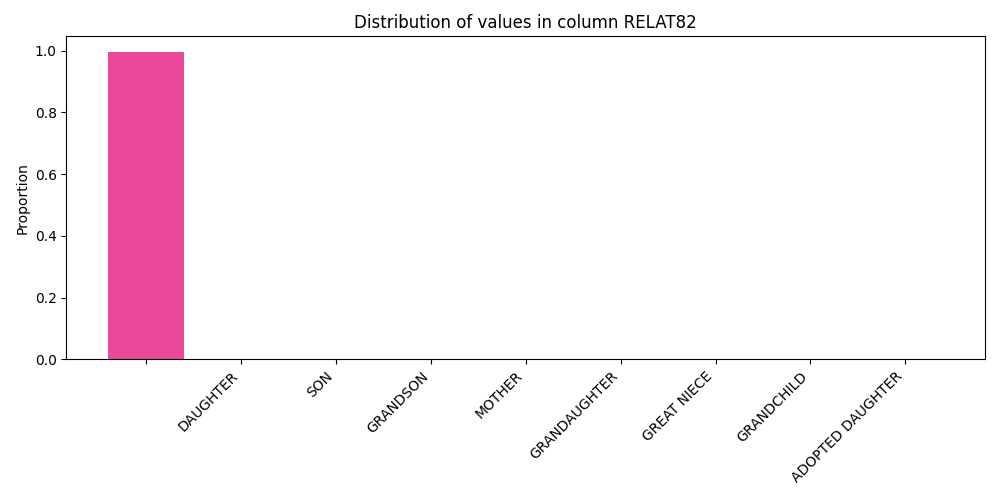 Distribution of values in column RELAT82
Proportion
1.0
0.8
0.6
0.4
0.2
0.0
DAUGHTER
SON
GRANDSON
MOTHER
GRANDAUGHTER
GREAT NIECE
GRANDCHILD
ADOPTED DAUGHTER